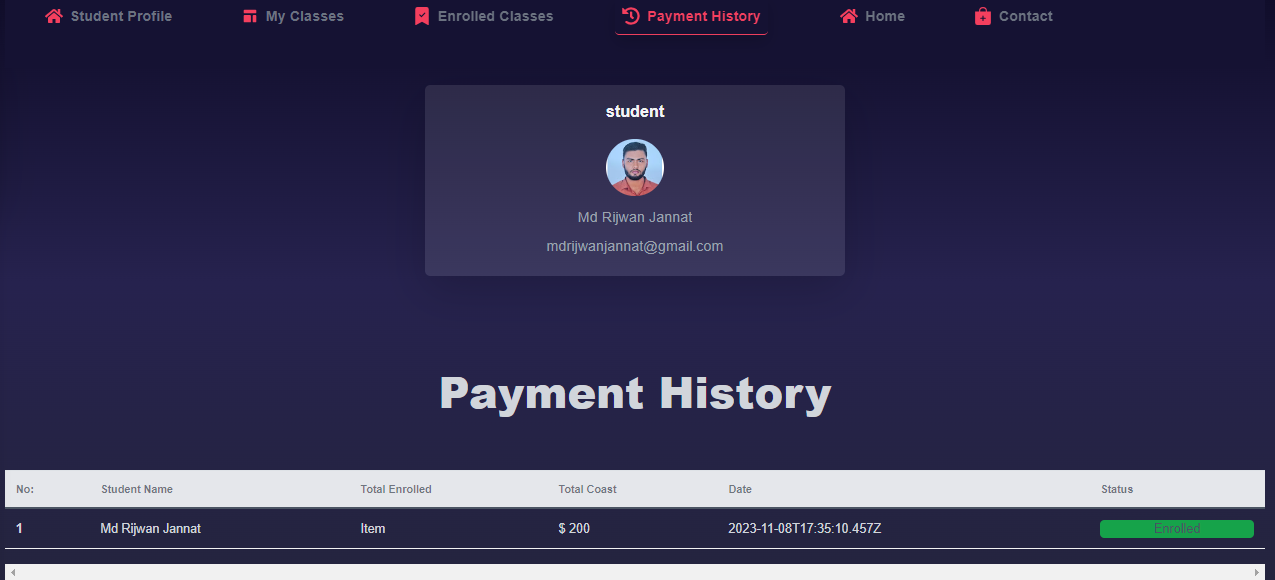 Student Profile My Classes Enrolled Classes Payment History Home Contact
student
Md Rijwan Jannat
mdrijwanjannat@gmail.com
Payment History
No: Student Name Total Enrolled Total Coast Date Status
1 Md Rijwan Jannat Item $ 200 2023-11-08T17:35:10.457Z Enrolled